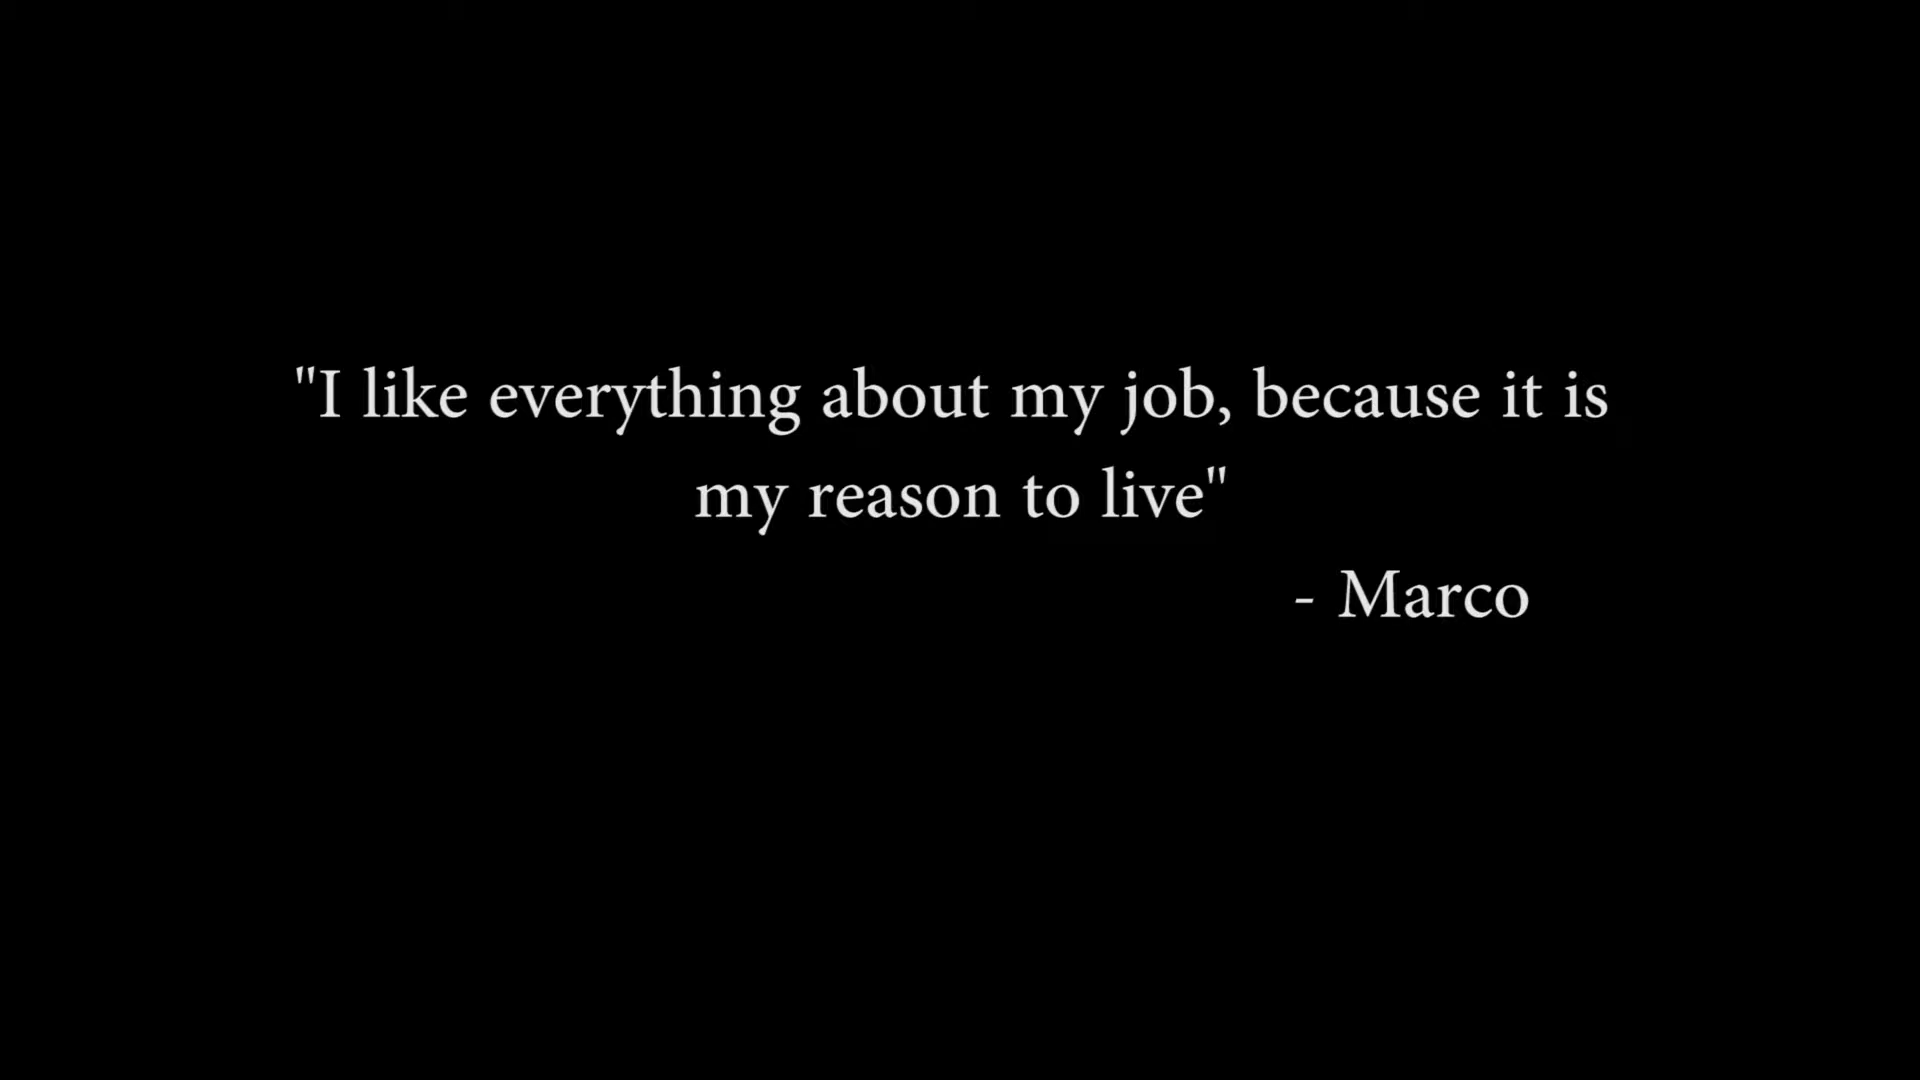 "I like everything about my job, because it is
my reason to live"
- Marco